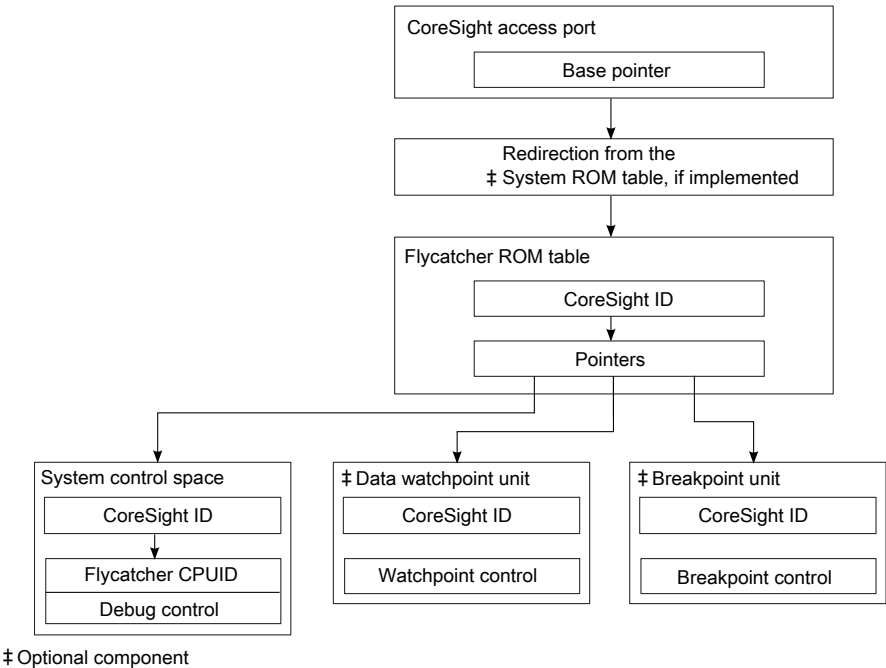 CoreSight access port
Base pointer
Redirection from the
‡ System ROM table, if implemented
Flycatcher ROM table
CoreSight ID
Pointers
System control space
CoreSight ID
Flycatcher CPUID
Debug control
‡ Data watchpoint unit
CoreSight ID
Watchpoint control
‡ Breakpoint unit
CoreSight ID
Breakpoint control
‡ Optional component